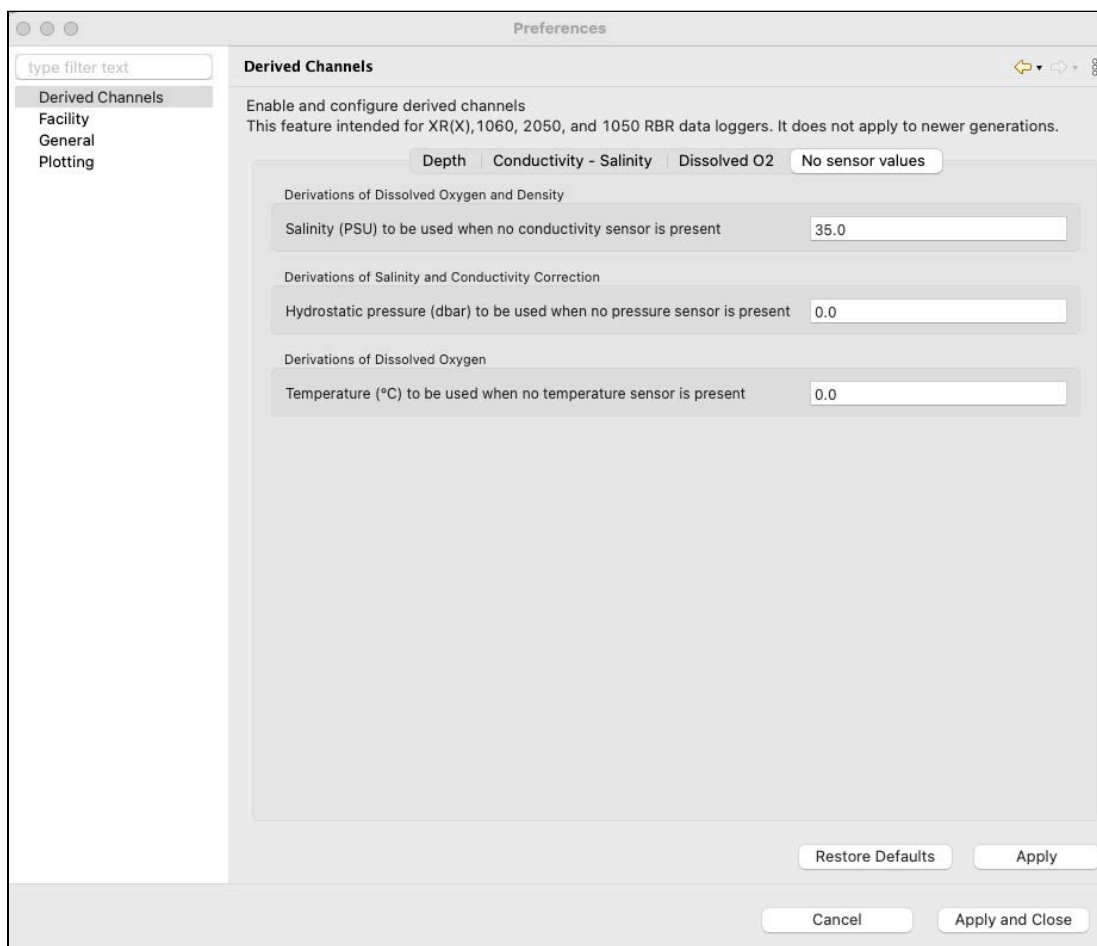 Preferences
type filter text
Derived Channels
Facility
General
Plotting
Derived Channels
Enable and configure derived channels
This feature intended for XR(X),1060, 2050, and 1050 RBR data loggers. It does not apply to newer generations.
Depth Conductivity - Salinity Dissolved O2 No sensor values
Derivations of Dissolved Oxygen and Density
Salinity (PSU) to be used when no conductivity sensor is present 35.0
Derivations of Salinity and Conductivity Correction
Hydrostatic pressure (dbar) to be used when no pressure sensor is present 0.0
Derivations of Dissolved Oxygen
Temperature (°C) to be used when no temperature sensor is present 0.0
Restore Defaults Apply
Cancel Apply and Close